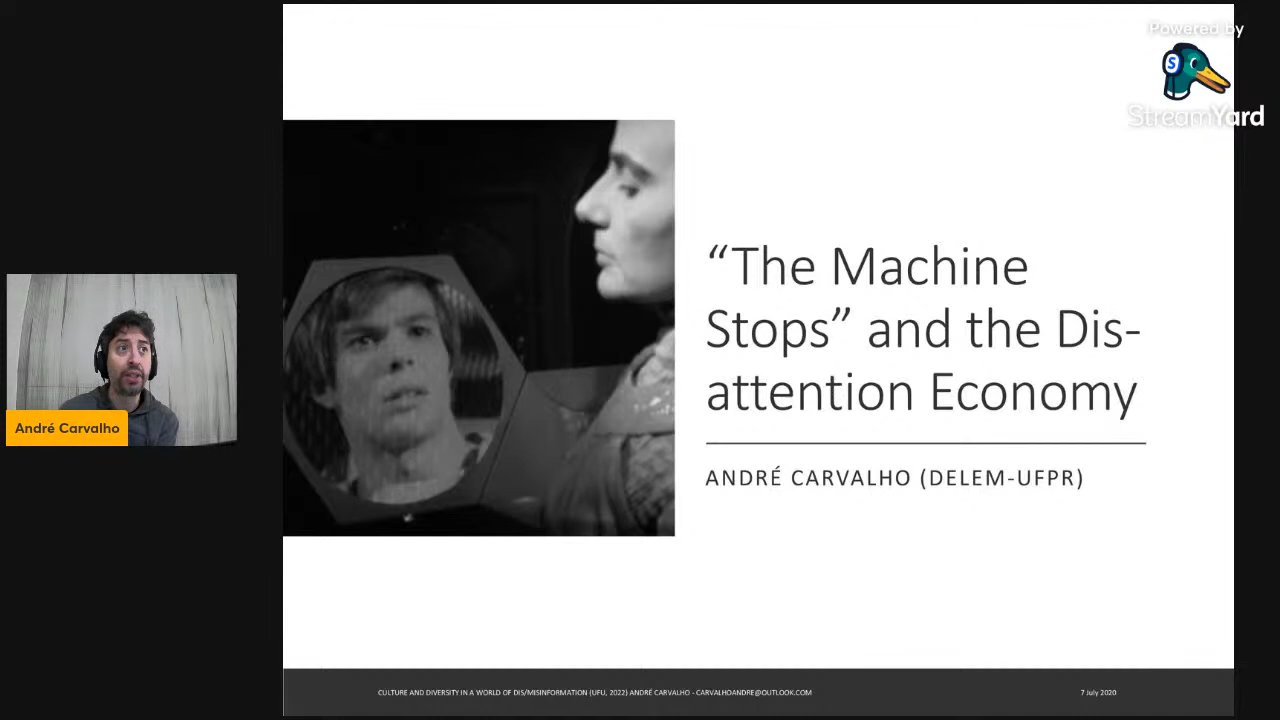 Powered by
StreamYard
“The Machine
Stops” and the Dis-
attention Economy
ANDRÉ CARVALHO (DELEM-UFPR)
André Carvalho
CULTURE AND DIVERSITY IN A WORLD OF DIS/MISINFORMATION (UFU, 2022) ANDRÉ CARVALHO - CARVALHOANDRE@OUTLOOK.COM
7 July 2020